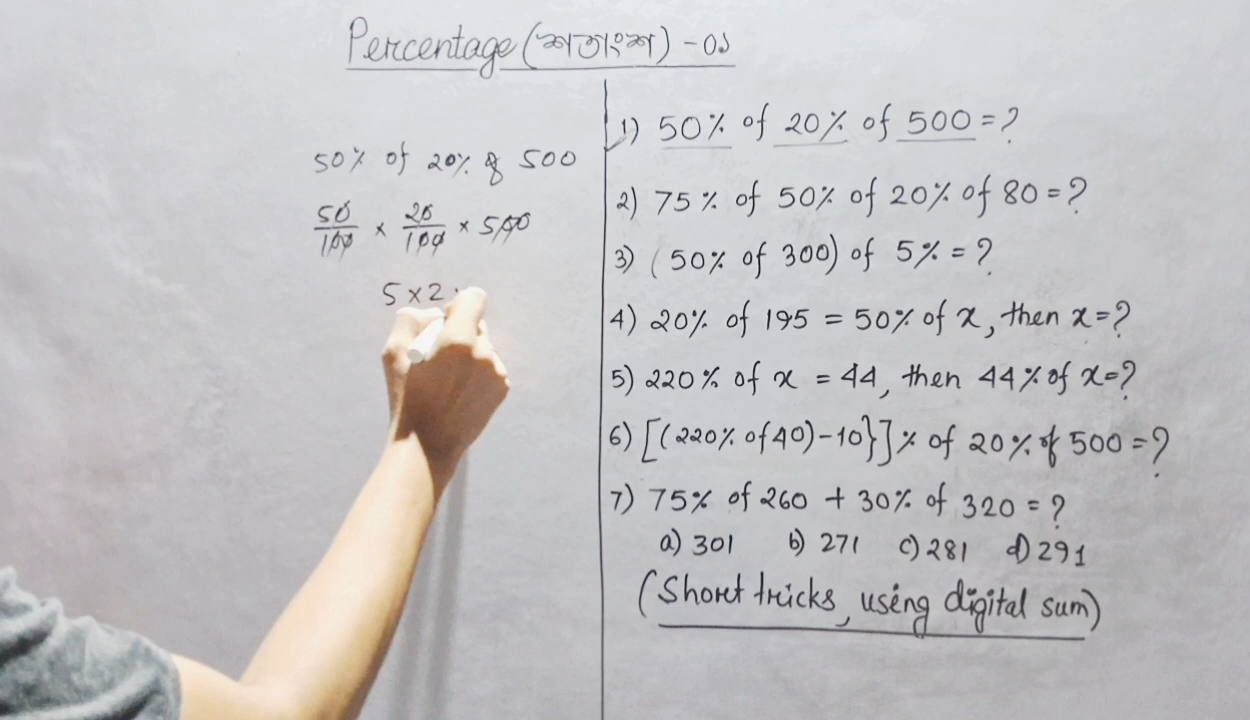 Percentage (শতাংশ) - 0১
50% of 20% of 500
50/100 × 20/100 × 500
5 × 2
1) 50% of 20% of 500 = ?
2) 75% of 50% of 20% of 80 = ?
3) (50% of 300) of 5% = ?
4) 20% of 195 = 50% of x, then x = ?
5) 220% of x = 44, then 44% of x = ?
6) [(220% of 40) - 10}]% of 20% of 500 = ?
7) 75% of 260 + 30% of 320 = ?
a) 301 b) 271 c) 281 d) 291
(Short tricks, using digital sum)